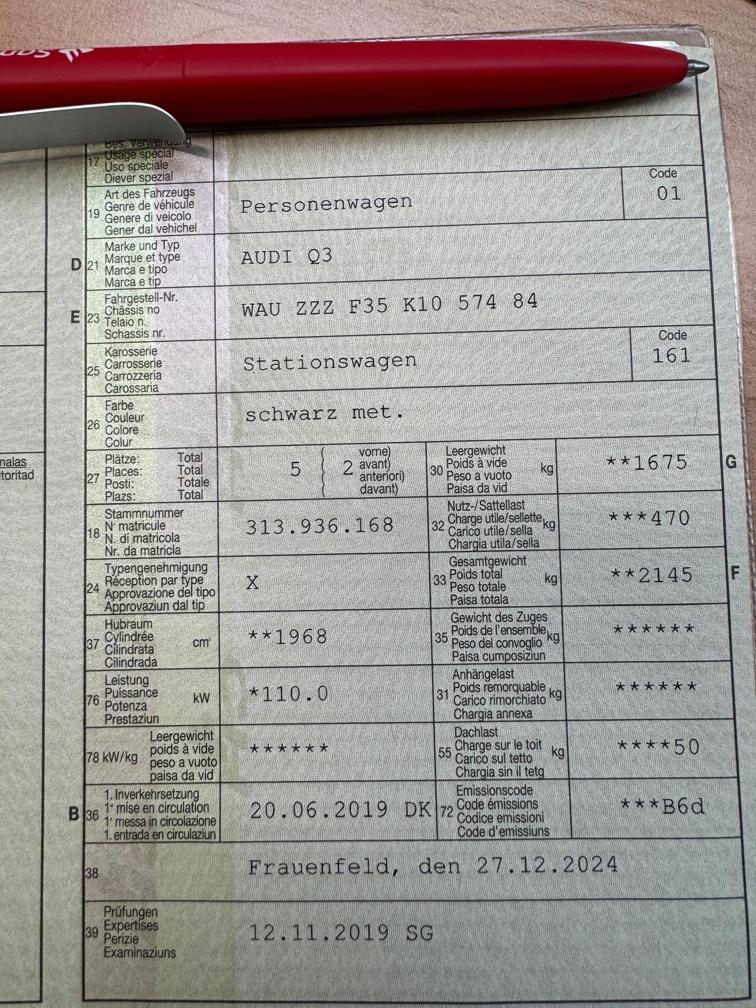 Bes. Verwendung
17 Usage spécial
Uso speciale
Diever spezial
19 Art des Fahrzeugs
Genre de véhicule
Genere di veicolo
Gener dal vehichel
Personenwagen
Code
01
D 21 Marke und Typ
Marque et type
Marca e tipo
Marca e tip
AUDI Q3
E 23 Fahrgestell-Nr.
Châssis no
Telaio n.
Schassis nr.
WAU ZZZ F35 K10 574 84
25 Karosserie
Carrosserie
Carrozzeria
Carossaria
Stationswagen
Code
161
26 Farbe
Couleur
Colore
Colur
schwarz met.
27 Plätze: Total
Places: Total
Posti: Totale
Plazs: Total
5 ( 2 vorne)
avant)
anteriori)
davant)
30 Leergewicht
Poids à vide kg
Peso a vuoto
Paisa da vid
**1675 G
18 Stammnummer
N° matricule
N. di matricola
Nr. da matricla
313.936.168
32 Nutz-/Sattellast
Charge utile/sellette kg
Carico utile/sella
Chargia utila/sella
***470
24 Typengenehmigung
Réception par type
Approvazione del tipo
Approvaziun dal tip
X
33 Gesamtgewicht
Poids total kg
Peso totale
Paisa totala
**2145 F
37 Hubraum
Cylindrée cm³
Cilindrata
Cilindrada
**1968
35 Gewicht des Zuges
Poids de l'ensemble kg
Peso del convoglio
Paisa cumposiziun
******
76 Leistung
Puissance kW
Potenza
Prestaziun
*110.0
31 Anhängelast
Poids remorquable kg
Carico rimorchiato
Chargia annexa
******
78 kW/kg Leergewicht
poids à vide
peso a vuoto
paisa da vid
******
55 Dachlast
Charge sur le toit kg
Carico sul tetto
Chargia sin il tetg
****50
B 36 1. Inverkehrsetzung
1re mise en circulation
1a messa in circolazione
1. entrada en circulaziun
20.06.2019 DK
72 Emissionscode
Code émissions
Codice emissioni
Code d'emissiuns
***B6d
38 Frauenfeld, den 27.12.2024
39 Prüfungen
Expertises
Perizie
Examinaziuns
12.11.2019 SG